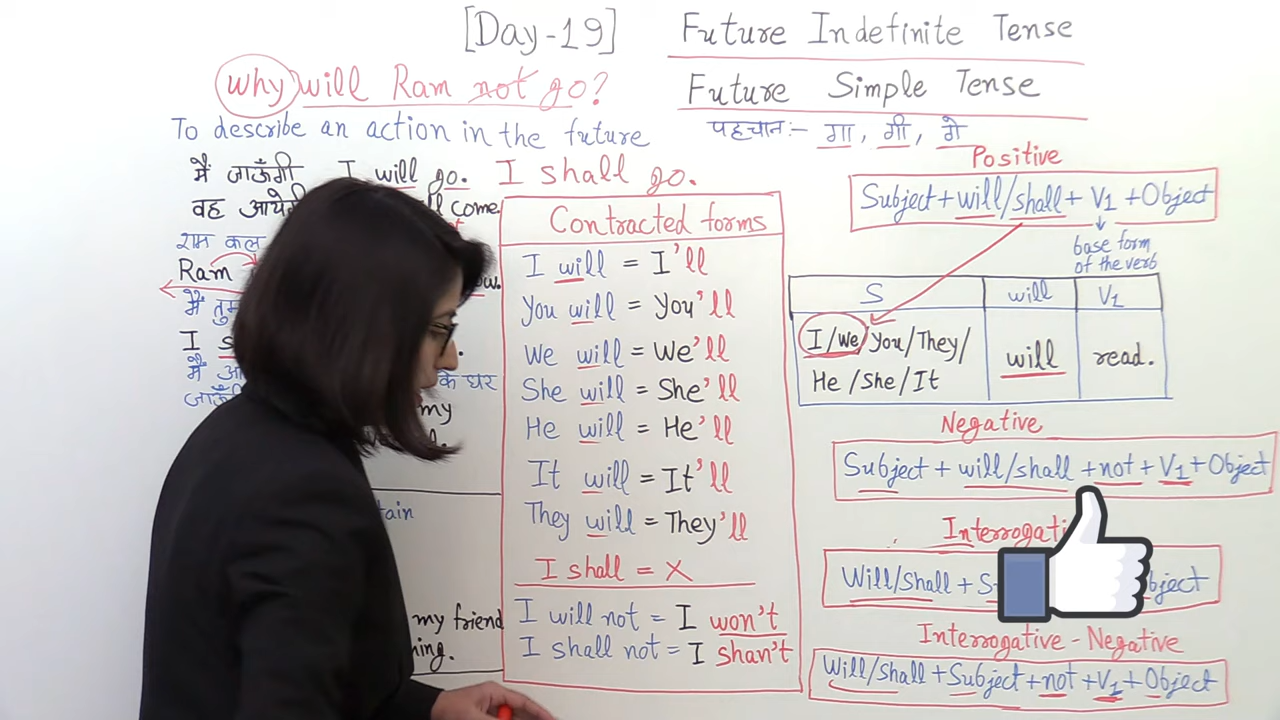 [Day-19]
Future Indefinite Tense
why will Ram not go?
Future Simple Tense
To describe an action in the future
पहचान:- गा, गी, गे
मैं जाऊँगी I will go. I shall go.
वह come.
राम कल
Ram
मैं
I
मैं
के घर
जाऊँगी
my
my friend
Contracted forms
I will = I'll
You will = You'll
We will = We'll
She will = She'll
He will = He'll
It will = It'll
They will = They'll
I shall = X
I will not = I won't
I shall not = I shan't
Positive
Subject + will/shall + V1 + Object
base form
of the verb
S will V1
I/We/You/They/
He/She/It
will
read.
Negative
Subject + will/shall + not + V1 + Object
Will/Shall +
Interrogative - Negative
Will/Shall + Subject + not + V1 + Object